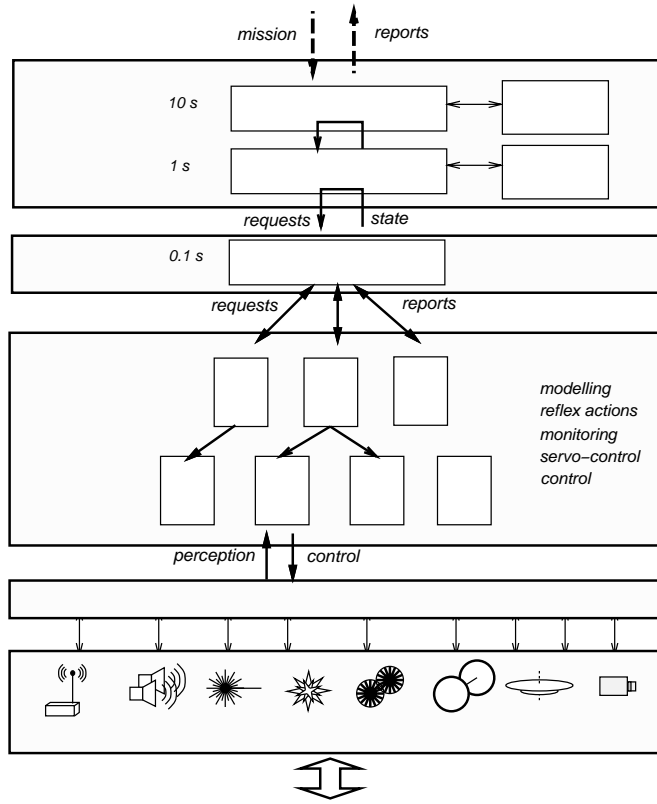 mission
reports
10 s
1 s
requests
state
0.1 s
requests
reports
modelling
reflex actions
monitoring
servo−control
control
perception
control